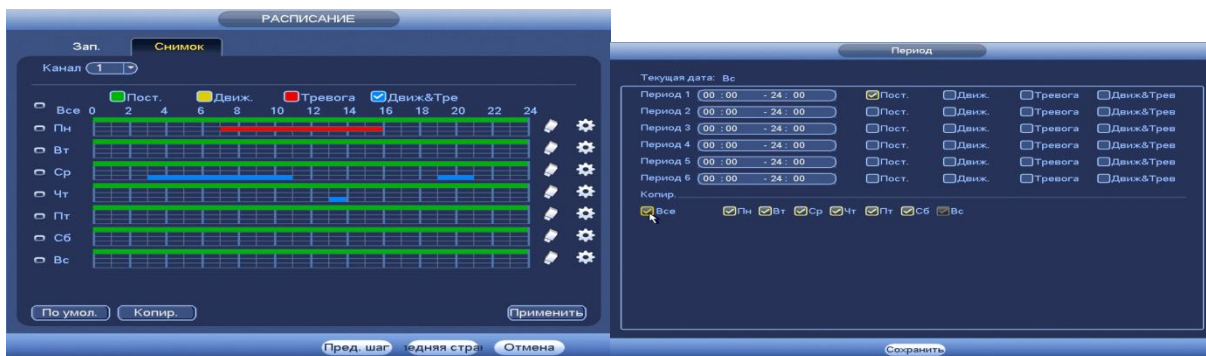 РАСПИСАНИЕ
Зап. Снимок
Канал 1
Пост. Движ. Тревога Движ&Тре
Все 0 2 4 6 8 10 12 14 16 18 20 22 24
Пн
Вт
Ср
Чт
Пт
Сб
Вс
По умол. Копир. Применить
Пред. шаг едняя стра Отмена
Период
Текущая дата: Вс
Период 1 00 : 00 - 24 : 00 Пост. Движ. Тревога Движ&Трев
Период 2 00 : 00 - 24 : 00 Пост. Движ. Тревога Движ&Трев
Период 3 00 : 00 - 24 : 00 Пост. Движ. Тревога Движ&Трев
Период 4 00 : 00 - 24 : 00 Пост. Движ. Тревога Движ&Трев
Период 5 00 : 00 - 24 : 00 Пост. Движ. Тревога Движ&Трев
Период 6 00 : 00 - 24 : 00 Пост. Движ. Тревога Движ&Трев
Копир.
Все Пн Вт Ср Чт Пт Сб Вс
Сохранить